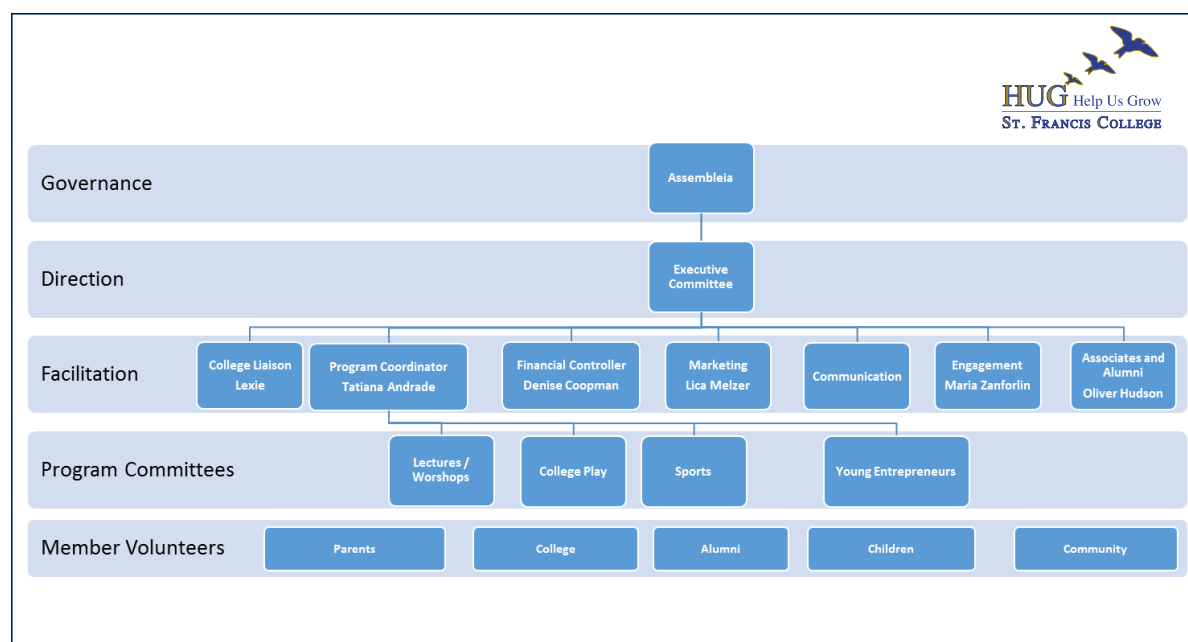 HUG Help Us Grow
St. Francis College
Governance
Assembleia
Direction
Executive
Committee
Facilitation
College Liaison
Lexie
Program Coordinator
Tatiana Andrade
Financial Controller
Denise Coopman
Marketing
Lica Melzer
Communication
Engagement
Maria Zanforlin
Associates and
Alumni
Oliver Hudson
Program Committees
Lectures /
Worshops
College Play
Sports
Young Entrepreneurs
Member Volunteers
Parents
College
Alumni
Children
Community